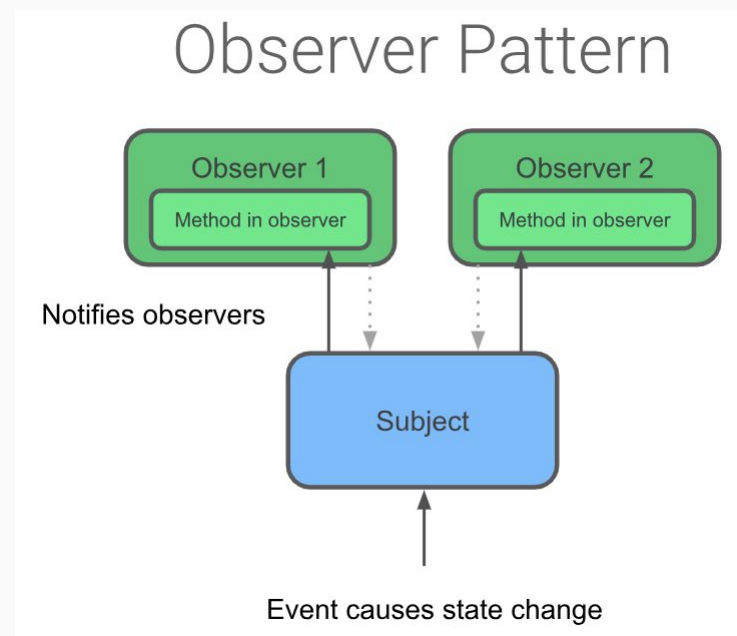 Observer Pattern
Observer 1
Method in observer
Observer 2
Method in observer
Notifies observers
Subject
Event causes state change